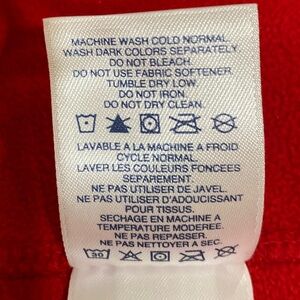 MACHINE WASH COLD NORMAL.
WASH DARK COLORS SEPARATELY
DO NOT BLEACH.
DO NOT USE FABRIC SOFTENER.
TUMBLE DRY LOW.
DO NOT IRON.
DO NOT DRY CLEAN.
LAVABLE A LA MACHINE A FROID
CYCLE NORMAL.
LAVER LES COULEURS FONCEES
SEPAREMENT.
NE PAS UTILISER DE JAVEL.
NE PAS UTILISER D'ADOUCISSANT
POUR TISSUS.
SECHAGE EN MACHINE A
TEMPERATURE MODEREE.
NE PAS REPASSER.
NE PAS NETTOYER A SEC.
30